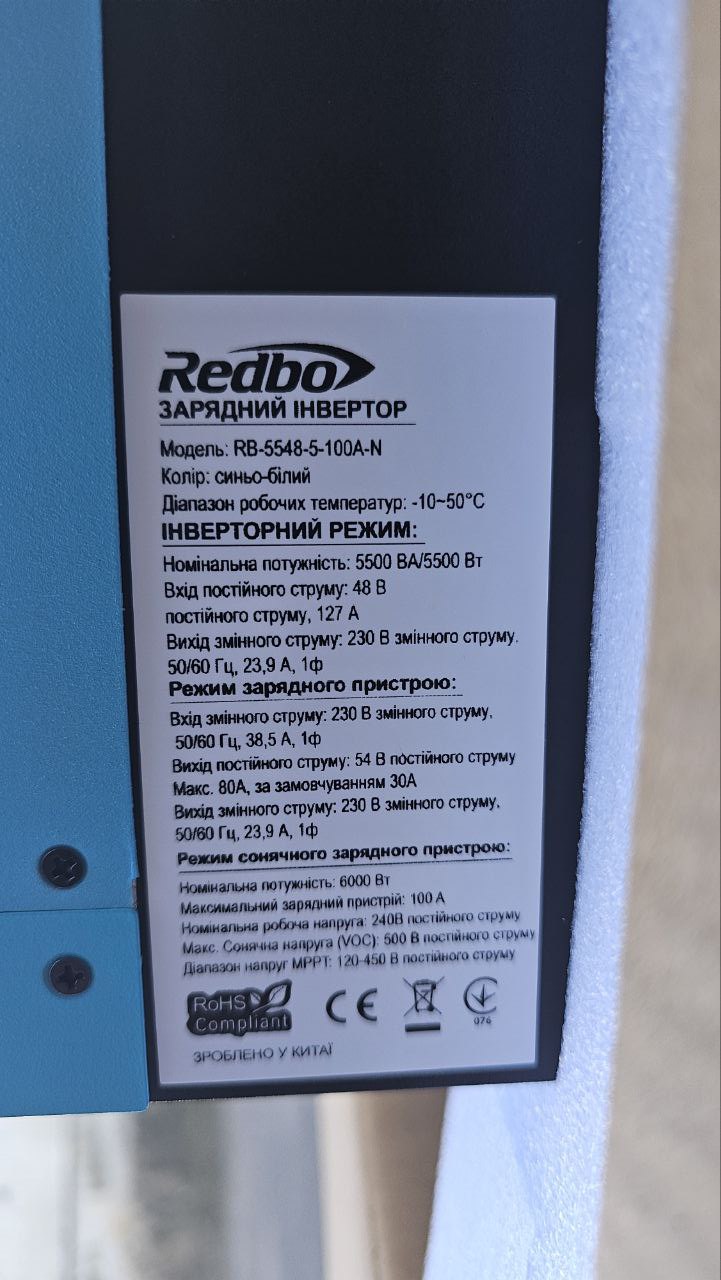 Redbo
ЗАРЯДНИЙ ІНВЕРТОР
Модель: RB-5548-5-100A-N
Колір: синьо-білий
Діапазон робочих температур: -10~50°C
ІНВЕРТОРНИЙ РЕЖИМ:
Номінальна потужність: 5500 ВА/5500 Вт
Вхід постійного струму: 48 В
постійного струму, 127 А
Вихід змінного струму: 230 В змінного струму.
50/60 Гц, 23,9 А, 1ф
Режим зарядного пристрою:
Вхід змінного струму: 230 В змінного струму,
50/60 Гц, 38,5 А, 1ф
Вихід постійного струму: 54 В постійного струму
Макс. 80А, за замовчуванням 30А
Вихід змінного струму: 230 В змінного струму,
50/60 Гц, 23,9 А, 1ф
Режим сонячного зарядного пристрою:
Номінальна потужність: 6000 Вт
Максимальний зарядний пристрій: 100 А
Номінальна робоча напруга: 240В постійного струму
Макс. Сонячна напруга (VOC): 500 В постійного струму
Діапазон напруг MPPT: 120-450 В постійного струму
RoHS
Compliant
CE
076
ЗРОБЛЕНО У КИТАЇ